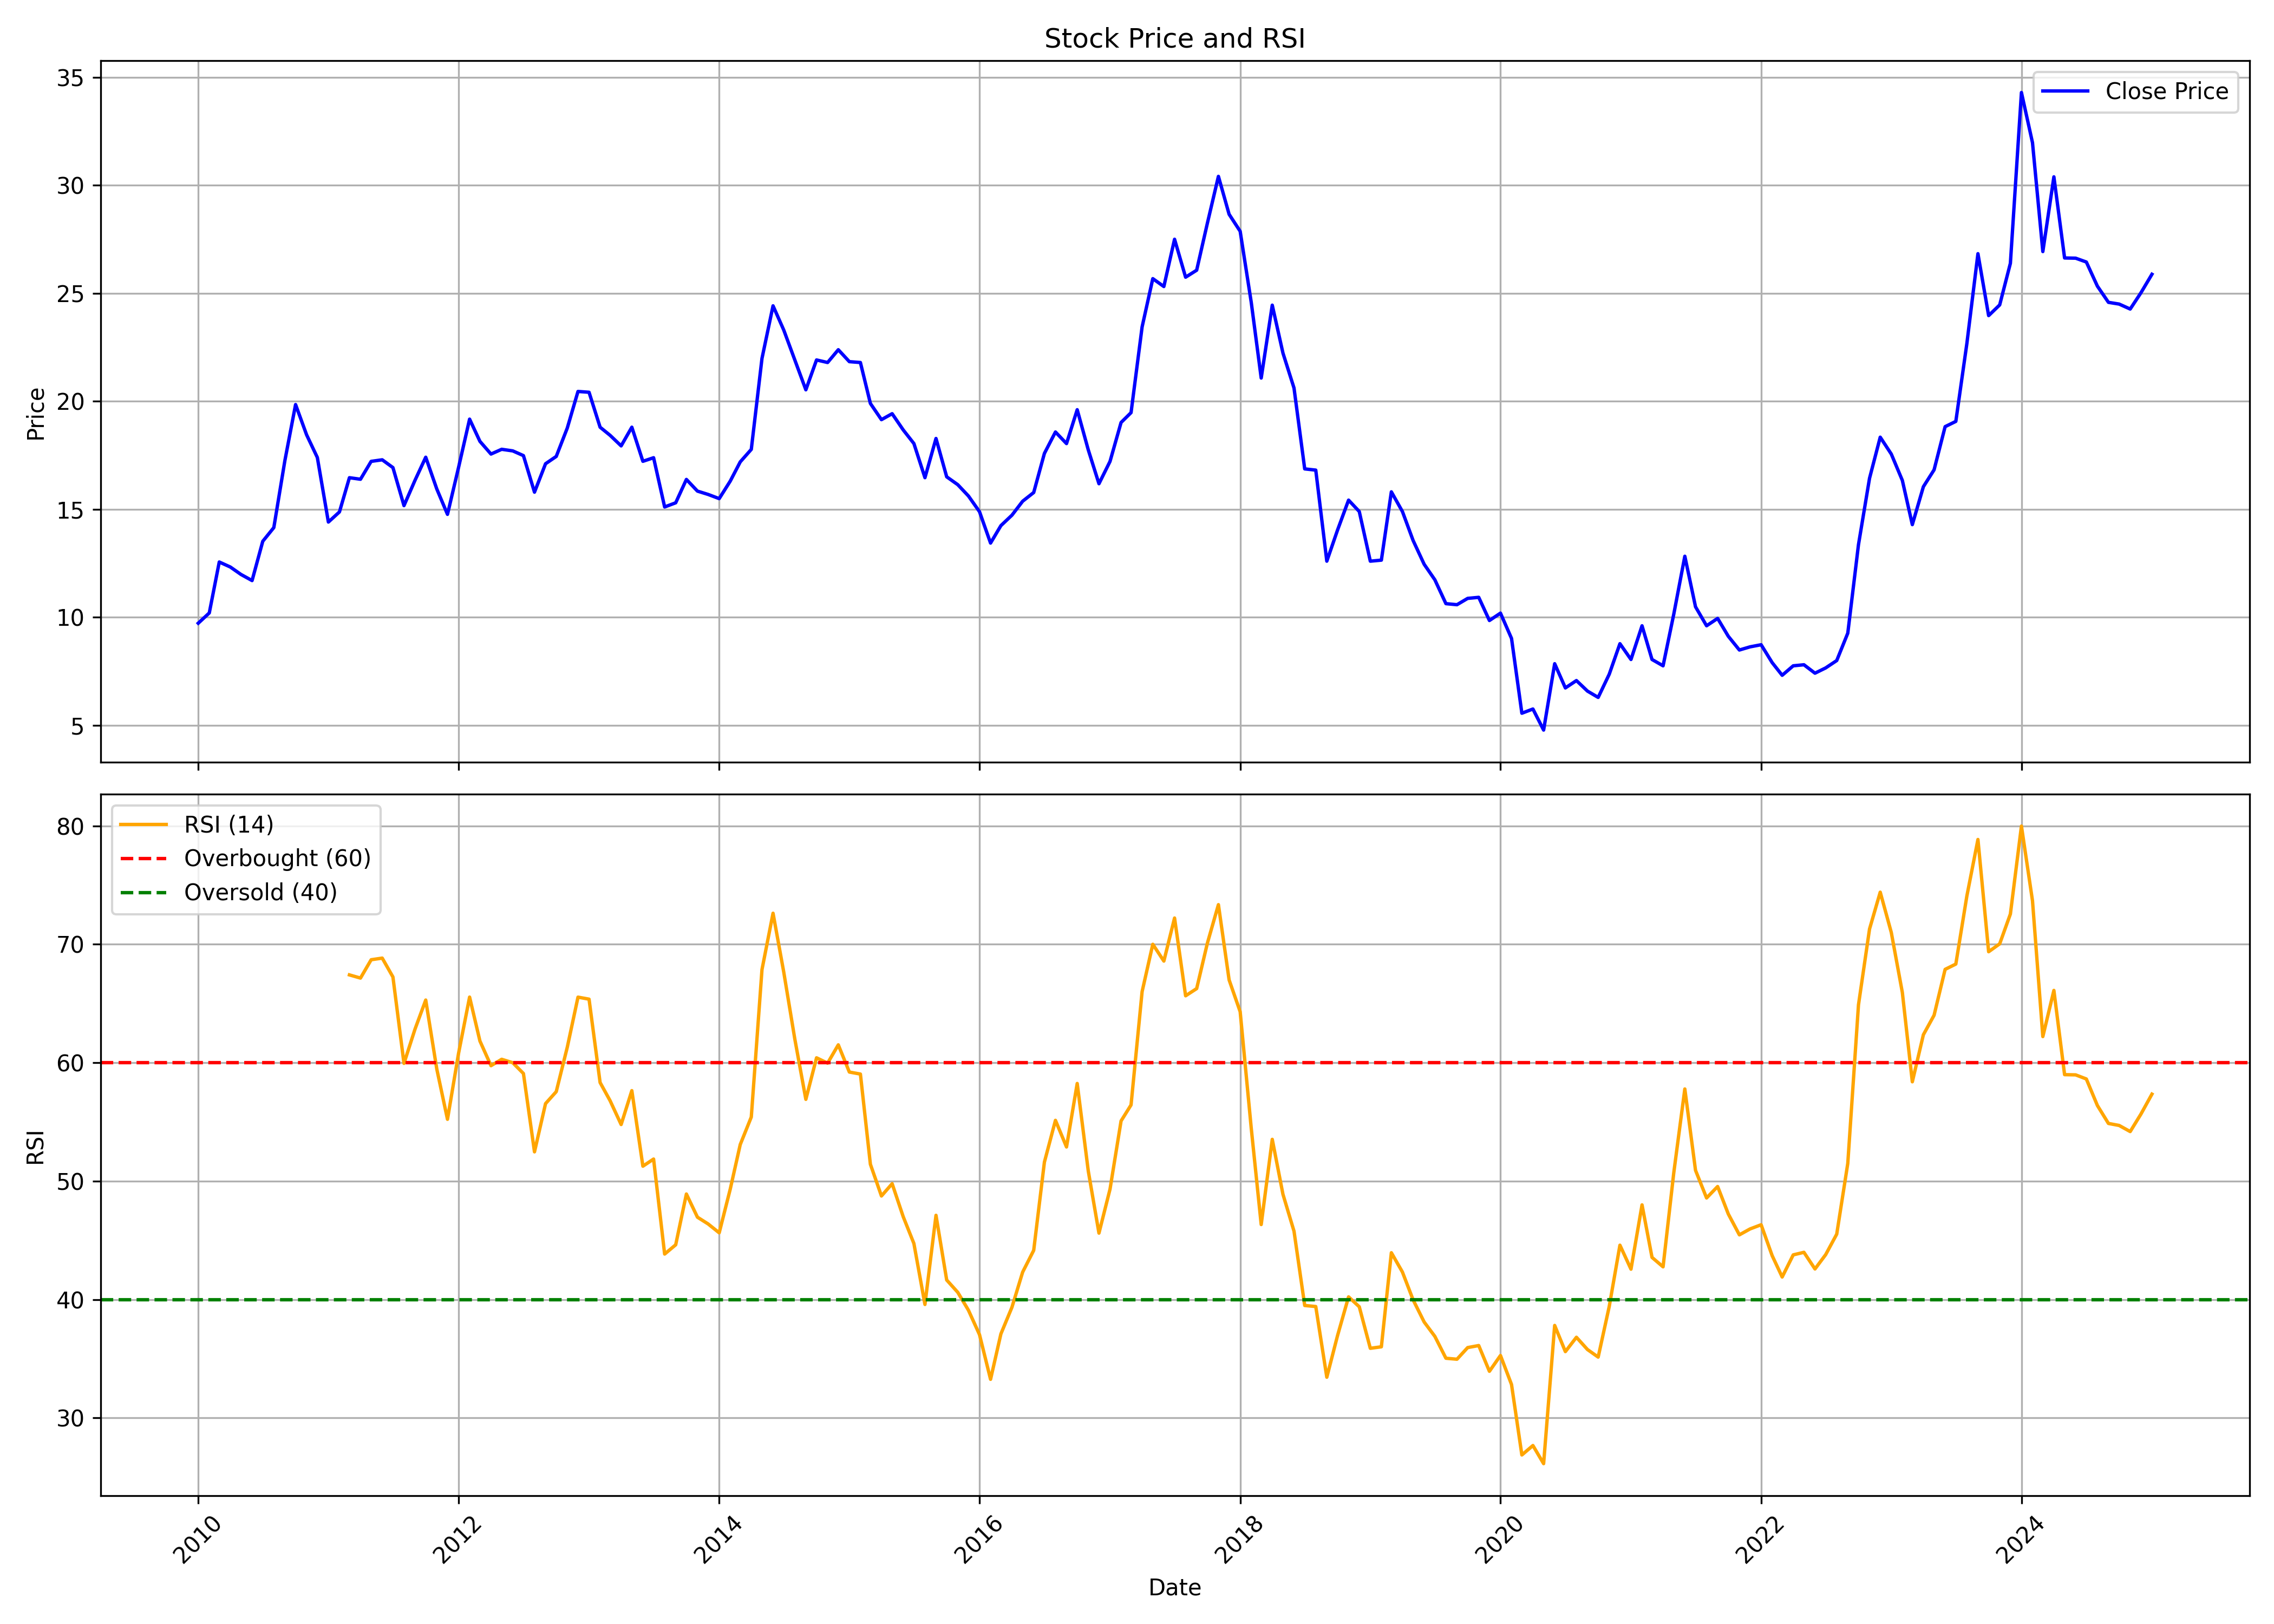 Stock Price and RSI
35
30
25
20
15
10
5
Price
Close Price
80
70
60
50
40
30
RSI
RSI (14)
Overbought (60)
Oversold (40)
2010
2012
2014
2016
2018
2020
2022
2024
Date